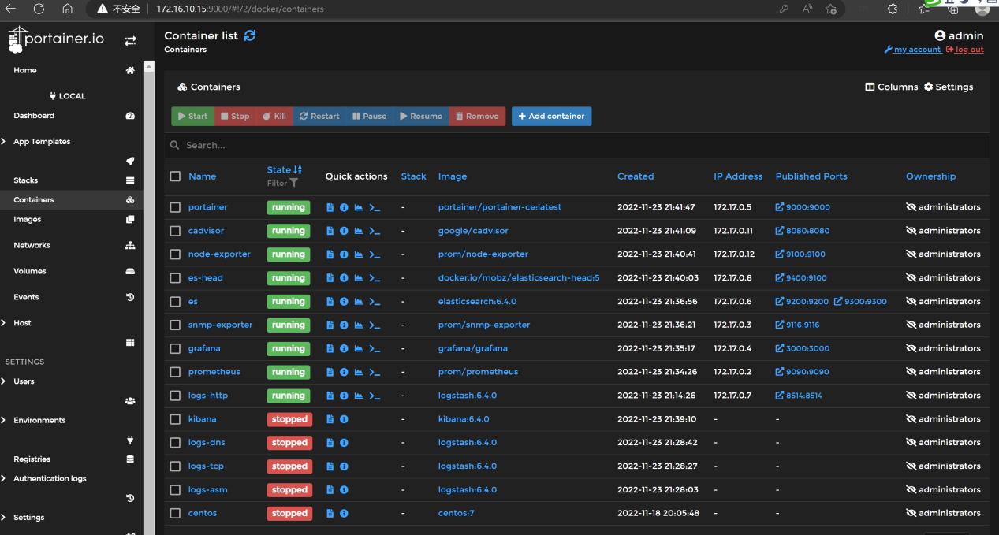 不安全 172.16.10.15:9000/#!/2/docker/containers
portainer.io
Home
LOCAL
Dashboard
App Templates
Stacks
Containers
Images
Networks
Volumes
Events
Host
SETTINGS
Users
Environments
Registries
Authentication logs
Settings
Container list
Containers
admin
my account log out
Containers
Columns Settings
Start Stop Kill Restart Pause Resume Remove Add container
Search...
Name State Quick actions Stack Image Created IP Address Published Ports Ownership
Filter
portainer running - portainer/portainer-ce:latest 2022-11-23 21:41:47 172.17.0.5 9000:9000 administrators
cadvisor running - google/cadvisor 2022-11-23 21:41:09 172.17.0.11 8080:8080 administrators
node-exporter running - prom/node-exporter 2022-11-23 21:40:41 172.17.0.12 9100:9100 administrators
es-head running - docker.io/mobz/elasticsearch-head:5 2022-11-23 21:40:03 172.17.0.8 9400:9100 administrators
es running - elasticsearch:6.4.0 2022-11-23 21:36:56 172.17.0.6 9200:9200 9300:9300 administrators
snmp-exporter running - prom/snmp-exporter 2022-11-23 21:36:21 172.17.0.3 9116:9116 administrators
grafana running - grafana/grafana 2022-11-23 21:35:17 172.17.0.4 3000:3000 administrators
prometheus running - prom/prometheus 2022-11-23 21:34:26 172.17.0.2 9090:9090 administrators
logs-http running - logstash:6.4.0 2022-11-23 21:14:26 172.17.0.7 8514:8514 administrators
kibana stopped - kibana:6.4.0 2022-11-23 21:39:10 - - administrators
logs-dns stopped - logstash:6.4.0 2022-11-23 21:28:42 - - administrators
logs-tcp stopped - logstash:6.4.0 2022-11-23 21:28:27 - - administrators
logs-asm stopped - logstash:6.4.0 2022-11-23 21:28:03 - - administrators
centos stopped - centos:7 2022-11-18 20:05:48 - - administrators